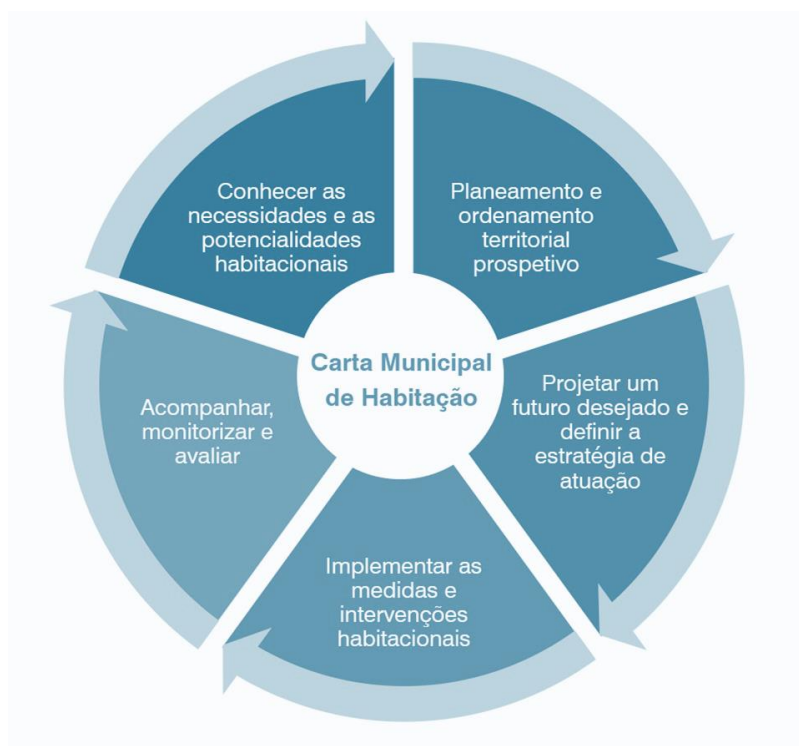 Conhecer as
necessidades e as
potencialidades
habitacionais
Planeamento e
ordenamento
territorial
prospetivo
Carta Municipal
de Habitação
Projetar um
futuro desejado e
definir a
estratégia de
atuação
Implementar as
medidas e
intervenções
habitacionais
Acompanhar,
monitorizar e
avaliar